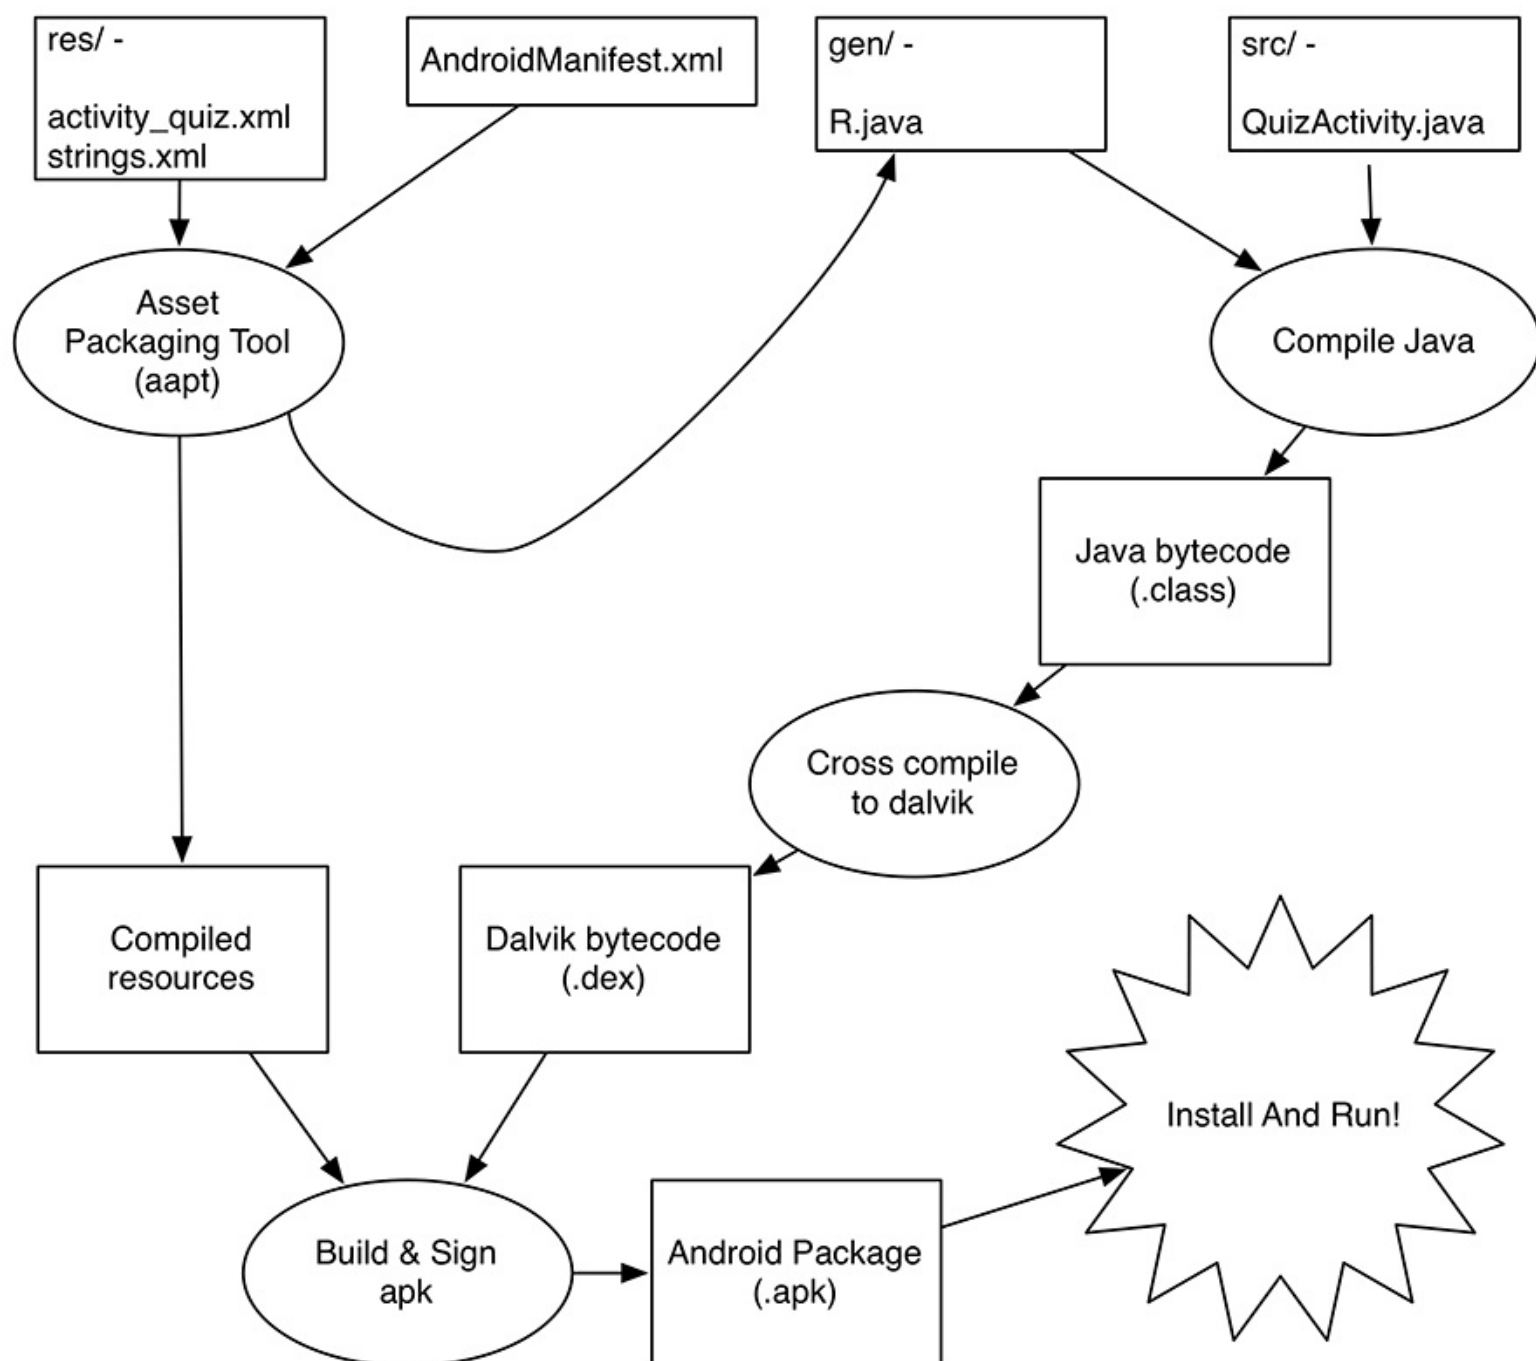 res/ -
activity_quiz.xml
strings.xml
AndroidManifest.xml
gen/ -
R.java
src/ -
QuizActivity.java
Asset
Packaging Tool
(aapt)
Compile Java
Java bytecode
(.class)
Cross compile
to dalvik
Compiled
resources
Dalvik bytecode
(.dex)
Install And Run!
Build & Sign
apk
Android Package
(.apk)